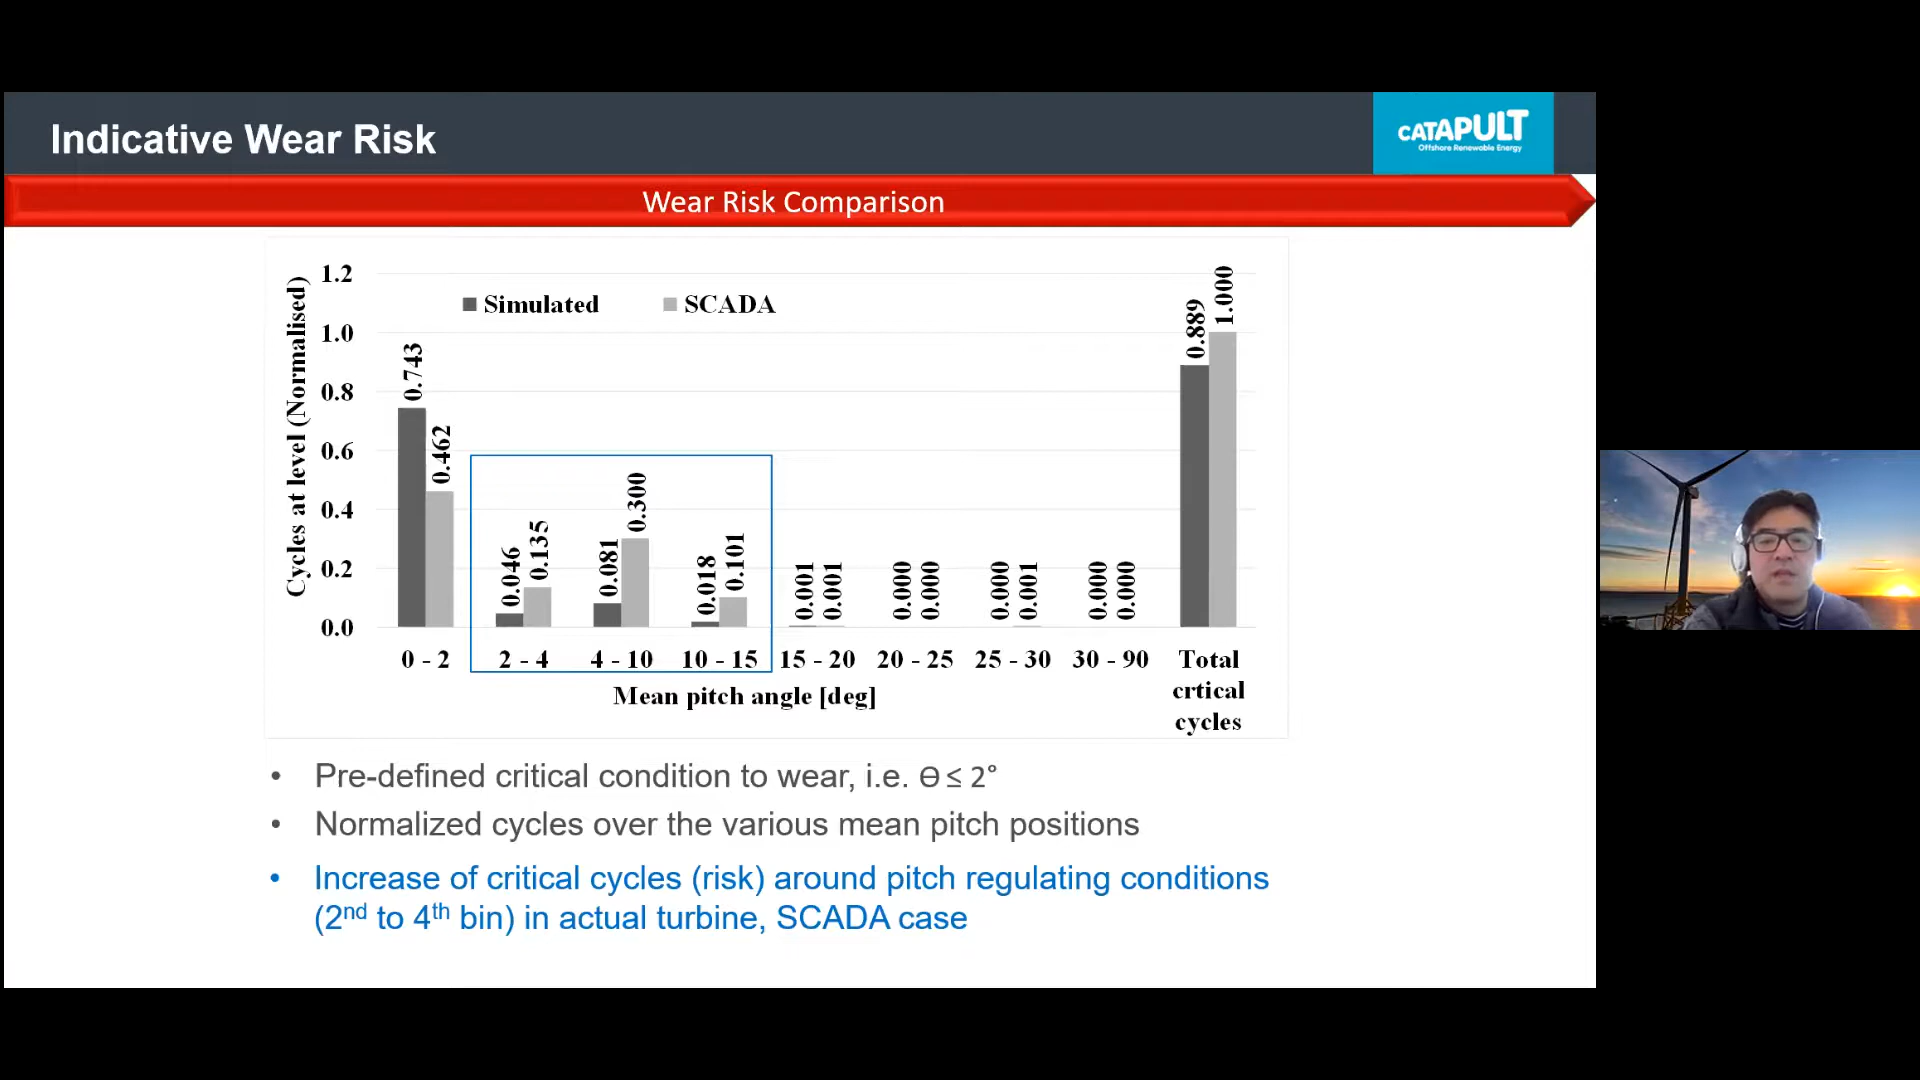 Indicative Wear Risk
CATAPULT
Offshore Renewable Energy
Wear Risk Comparison
Cycles at level (Normalised)
1.2
1.0
0.8
0.6
0.4
0.2
0.0
Simulated
SCADA
0.743
0.462
0.046
0.135
0.081
0.300
0.018
0.101
0.001
0.001
0.000
0.000
0.000
0.001
0.000
0.000
0.889
1.000
0 - 2
2 - 4
4 - 10
10 - 15
15 - 20
20 - 25
25 - 30
30 - 90
Total
crtical
cycles
Mean pitch angle [deg]
• Pre-defined critical condition to wear, i.e. ϴ ≤ 2°
• Normalized cycles over the various mean pitch positions
• Increase of critical cycles (risk) around pitch regulating conditions
(2nd to 4th bin) in actual turbine, SCADA case